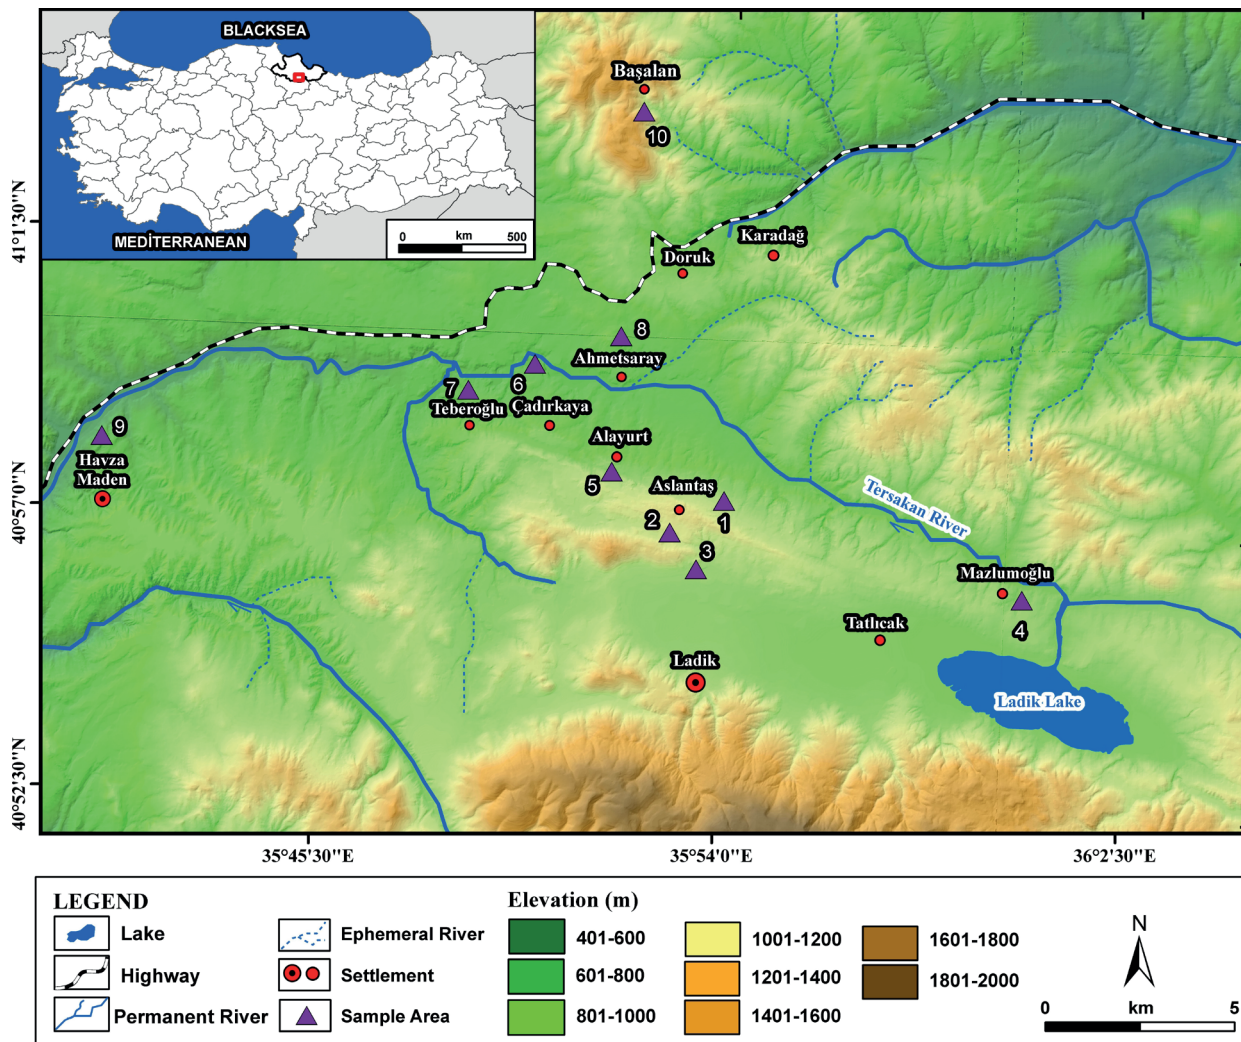 BLACKSEA
MEDİTERRANEAN
0 km 500
Başalan
10
Karadağ
Doruk
8
Ahmetsaray
6
7
Teberoğlu
Çadırkaya
9
Havza
Maden
Alayurt
5
Aslantaş
2
1
3
Tersakan River
Mazlumoğlu
4
Tatlıcak
Ladik
Ladik Lake
41°1'30"N
40°57'0"N
40°52'30"N
35°45'30"E
35°54'0"E
36°2'30"E
LEGEND
Lake
Highway
Permanent River
Ephemeral River
Settlement
Sample Area
Elevation (m)
401-600
601-800
801-1000
1001-1200
1201-1400
1401-1600
1601-1800
1801-2000
N
0 km 5